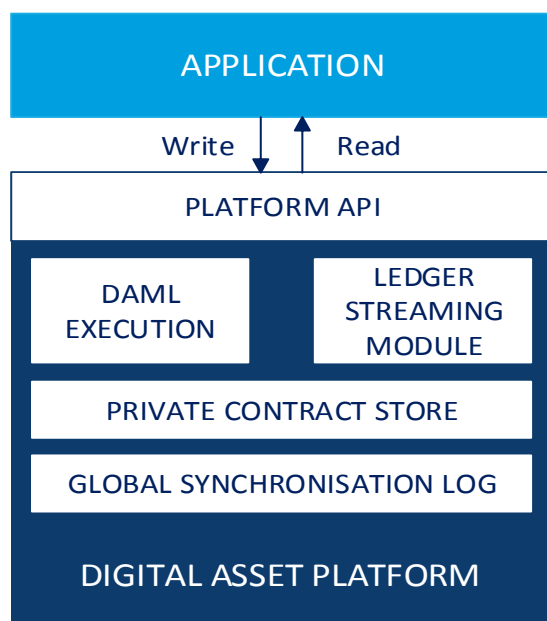 APPLICATION
Write Read
PLATFORM API
DAML
EXECUTION
LEDGER
STREAMING
MODULE
PRIVATE CONTRACT STORE
GLOBAL SYNCHRONISATION LOG
DIGITAL ASSET PLATFORM